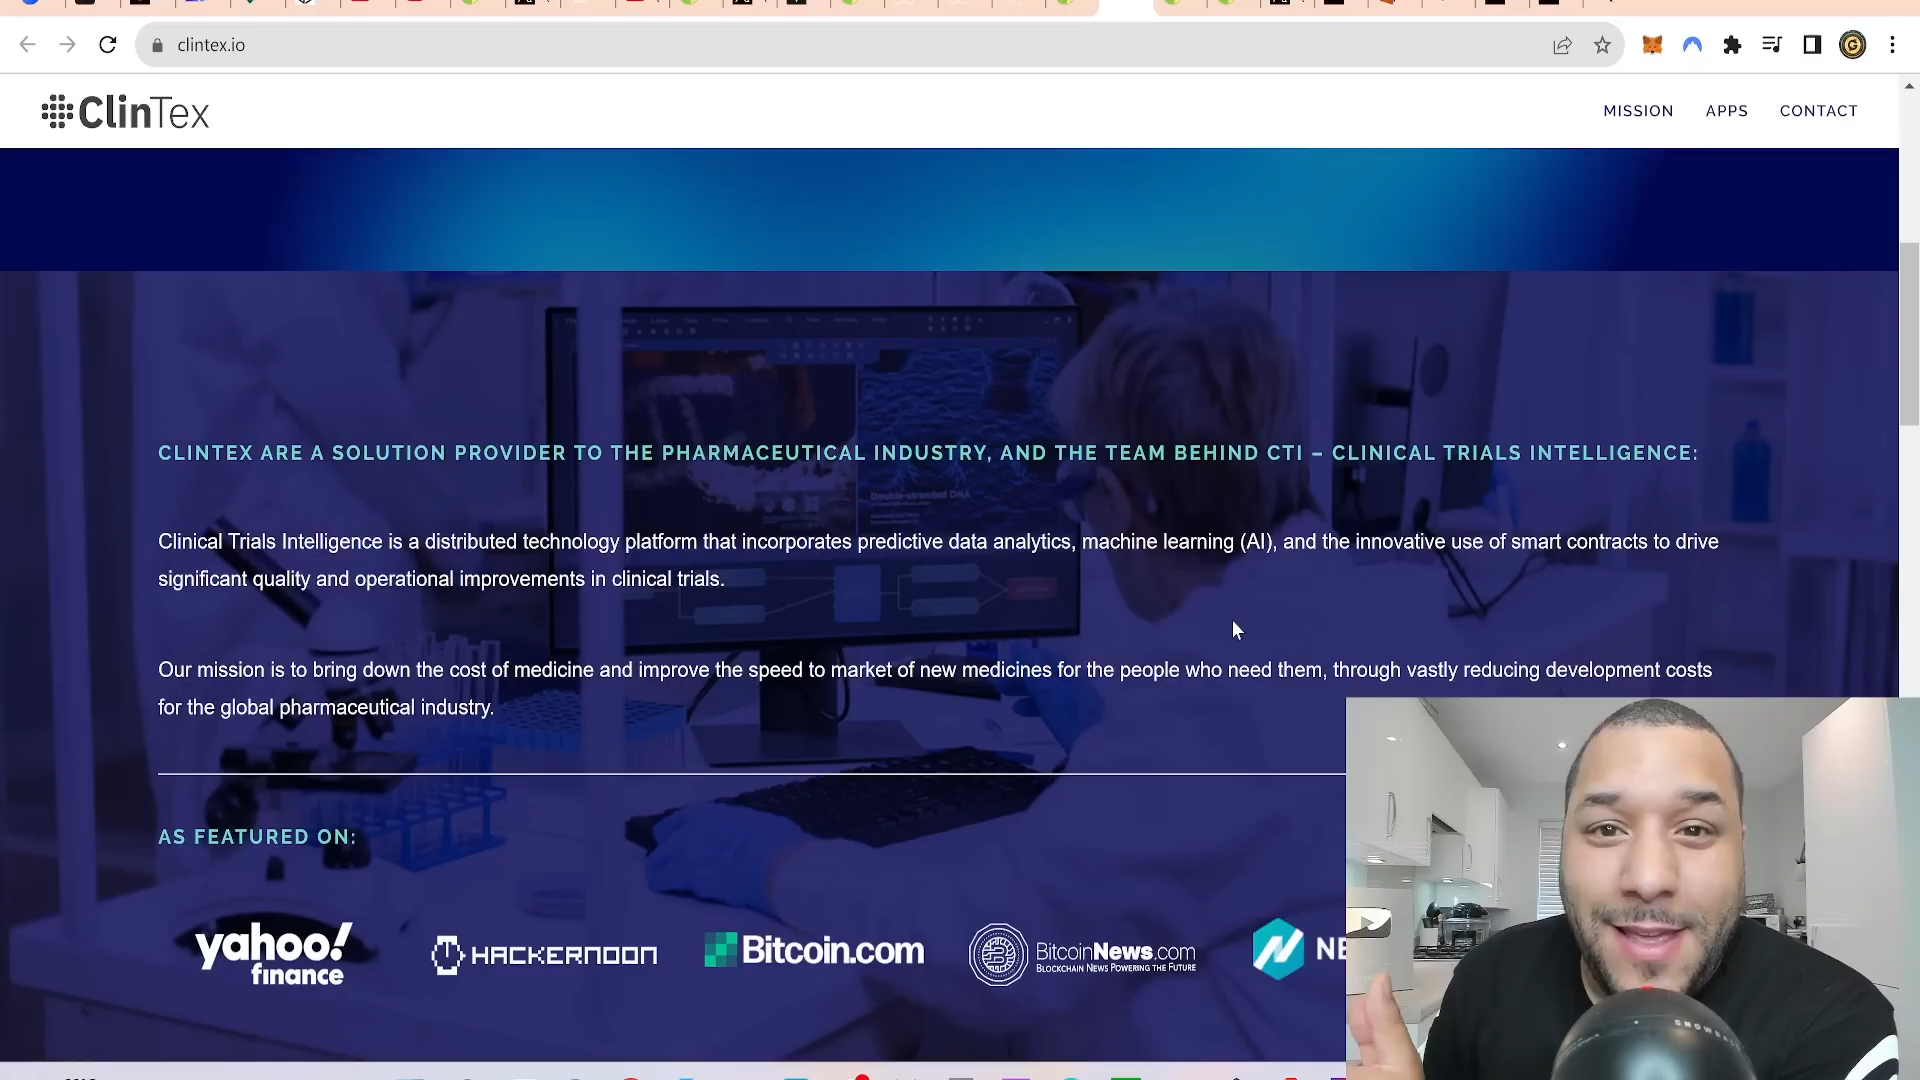 clintex.io
ClinTex
MISSION APPS CONTACT
CLINTEX ARE A SOLUTION PROVIDER TO THE PHARMACEUTICAL INDUSTRY, AND THE TEAM BEHIND CTI – CLINICAL TRIALS INTELLIGENCE:
Clinical Trials Intelligence is a distributed technology platform that incorporates predictive data analytics, machine learning (AI), and the innovative use of smart contracts to drive
significant quality and operational improvements in clinical trials.
Our mission is to bring down the cost of medicine and improve the speed to market of new medicines for the people who need them, through vastly reducing development costs
for the global pharmaceutical industry.
AS FEATURED ON:
yahoo!
finance
HACKERNOON
Bitcoin.com
BitcoinNews.com
BLOCKCHAIN NEWS POWERING THE FUTURE
NE
Double-stranded DNA